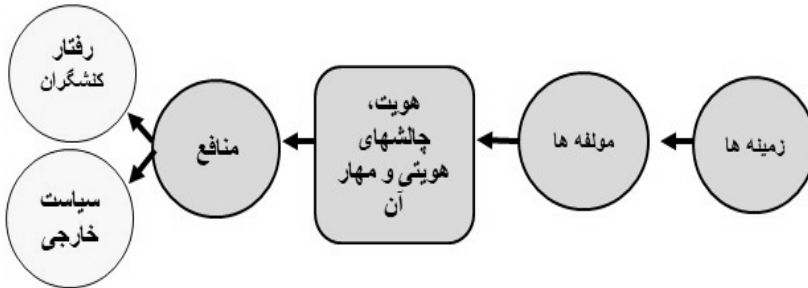 زمینه ها
مولفه ها
هویت،
چالشهای
هویتی و مهار
آن
منافع
رفتار
کنشگران
سیاست
خارجی